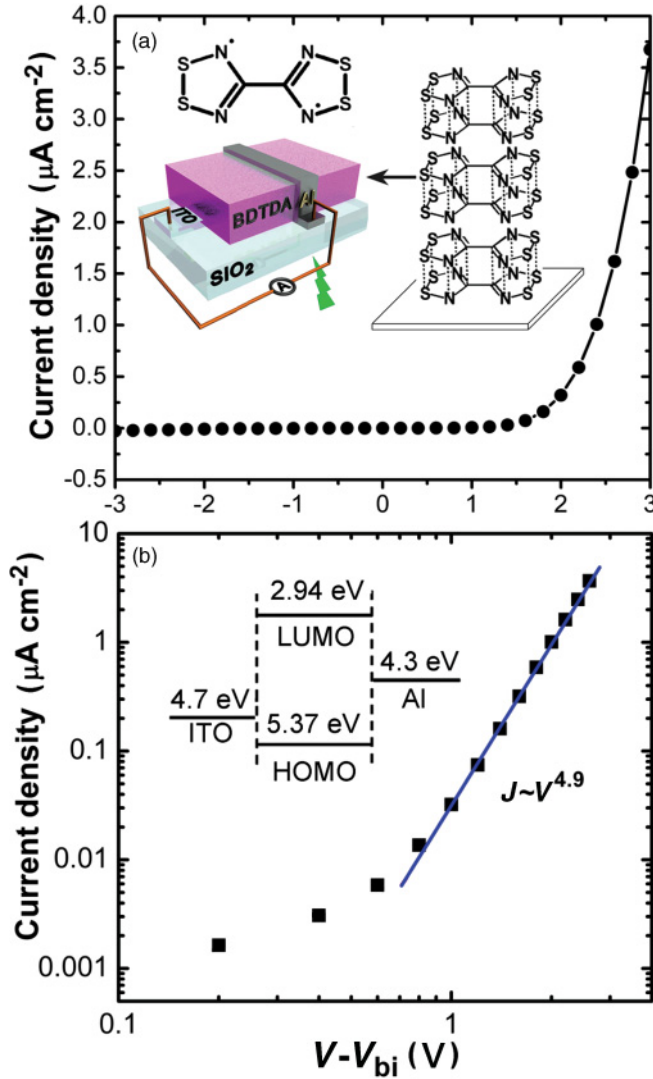 (a)
Current density (µA cm⁻²)
4.0
3.5
3.0
2.5
2.0
1.5
1.0
0.5
0.0
-0.5
-3
-2
-1
0
1
2
3
N·
S
S
N
N
S
S
N·
ITO
BDTDA
Al
SIO₂
A
S N N S
S N N S
S N N S
S N N S
S N N S
S N N S
S N N S
S N N S
S N N S
S N N S
S N N S
S N N S
(b)
Current density (µA cm⁻²)
10
1
0.1
0.01
0.001
2.94 eV
LUMO
4.3 eV
Al
4.7 eV
ITO
5.37 eV
HOMO
J~V⁴·⁹
0.1
1
V-Vbi (V)